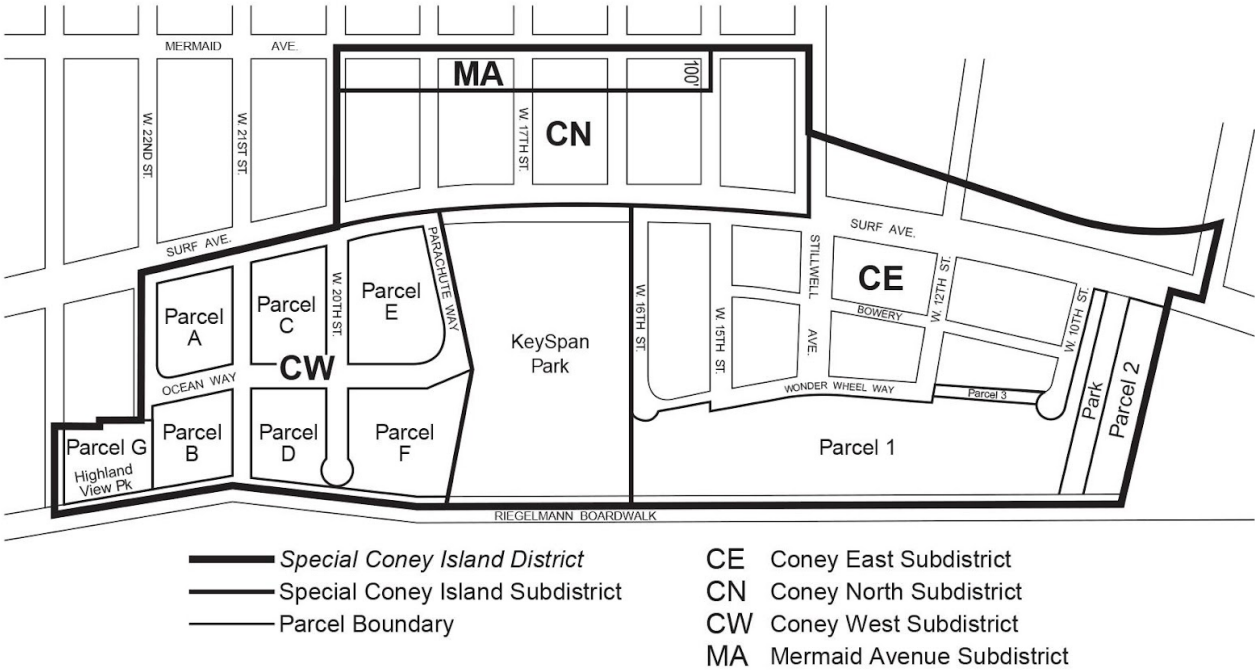 MERMAID AVE.
MA
100'
W. 22ND ST.
W. 21ST ST.
W. 17TH ST.
CN
SURF AVE.
SURF AVE.
PARACHUTE WAY
STILLWELL AVE.
CE
W. 12TH ST.
W. 10TH ST.
W. 20TH ST.
Parcel
A
Parcel
C
Parcel
E
W. 16TH ST.
W. 15TH ST.
BOWERY
KeySpan
Park
CW
OCEAN WAY
WONDER WHEEL WAY
Parcel 3
Park
Parcel 2
Parcel G
Highland
View Pk
Parcel
B
Parcel
D
Parcel
F
Parcel 1
RIEGELMANN BOARDWALK
Special Coney Island District
Special Coney Island Subdistrict
Parcel Boundary
CE Coney East Subdistrict
CN Coney North Subdistrict
CW Coney West Subdistrict
MA Mermaid Avenue Subdistrict